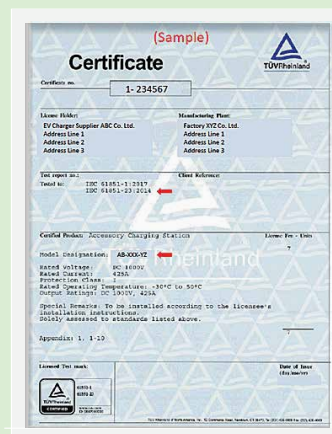 (Sample)
Certificate
TÜVRheinland
Certificate no.
1- 234567
License Holder:
Manufacturing Plant:
EV Charger Supplier ABC Co. Ltd.
Factory XYZ Co. Ltd.
Address Line 1
Address Line 1
Address Line 2
Address Line 2
Address Line 3
Address Line 3
Test report no.:
Client Reference:
Tested to: IEC 61851-1:2017
IEC 61851-23:2014
Certified Product: Accessory Charging Station
License Fee - Units
7
Model Designation: AB-XXX-YZ
Rated Voltage: DC 1000V
Rated Current: 425A
Protection Class: I
Rated Operating Temperature: -30°C to 50°C
Output Ratings: DC 1000V, 425A
Special Remarks: To be installed according to the licensee's
installation instructions.
Solely assessed to standards listed above.
Appendix: 1, 1-10
7
Licensed Test mark:
Date of Issue
(day/mo/yr)
TÜVRheinland
CERTIFIED